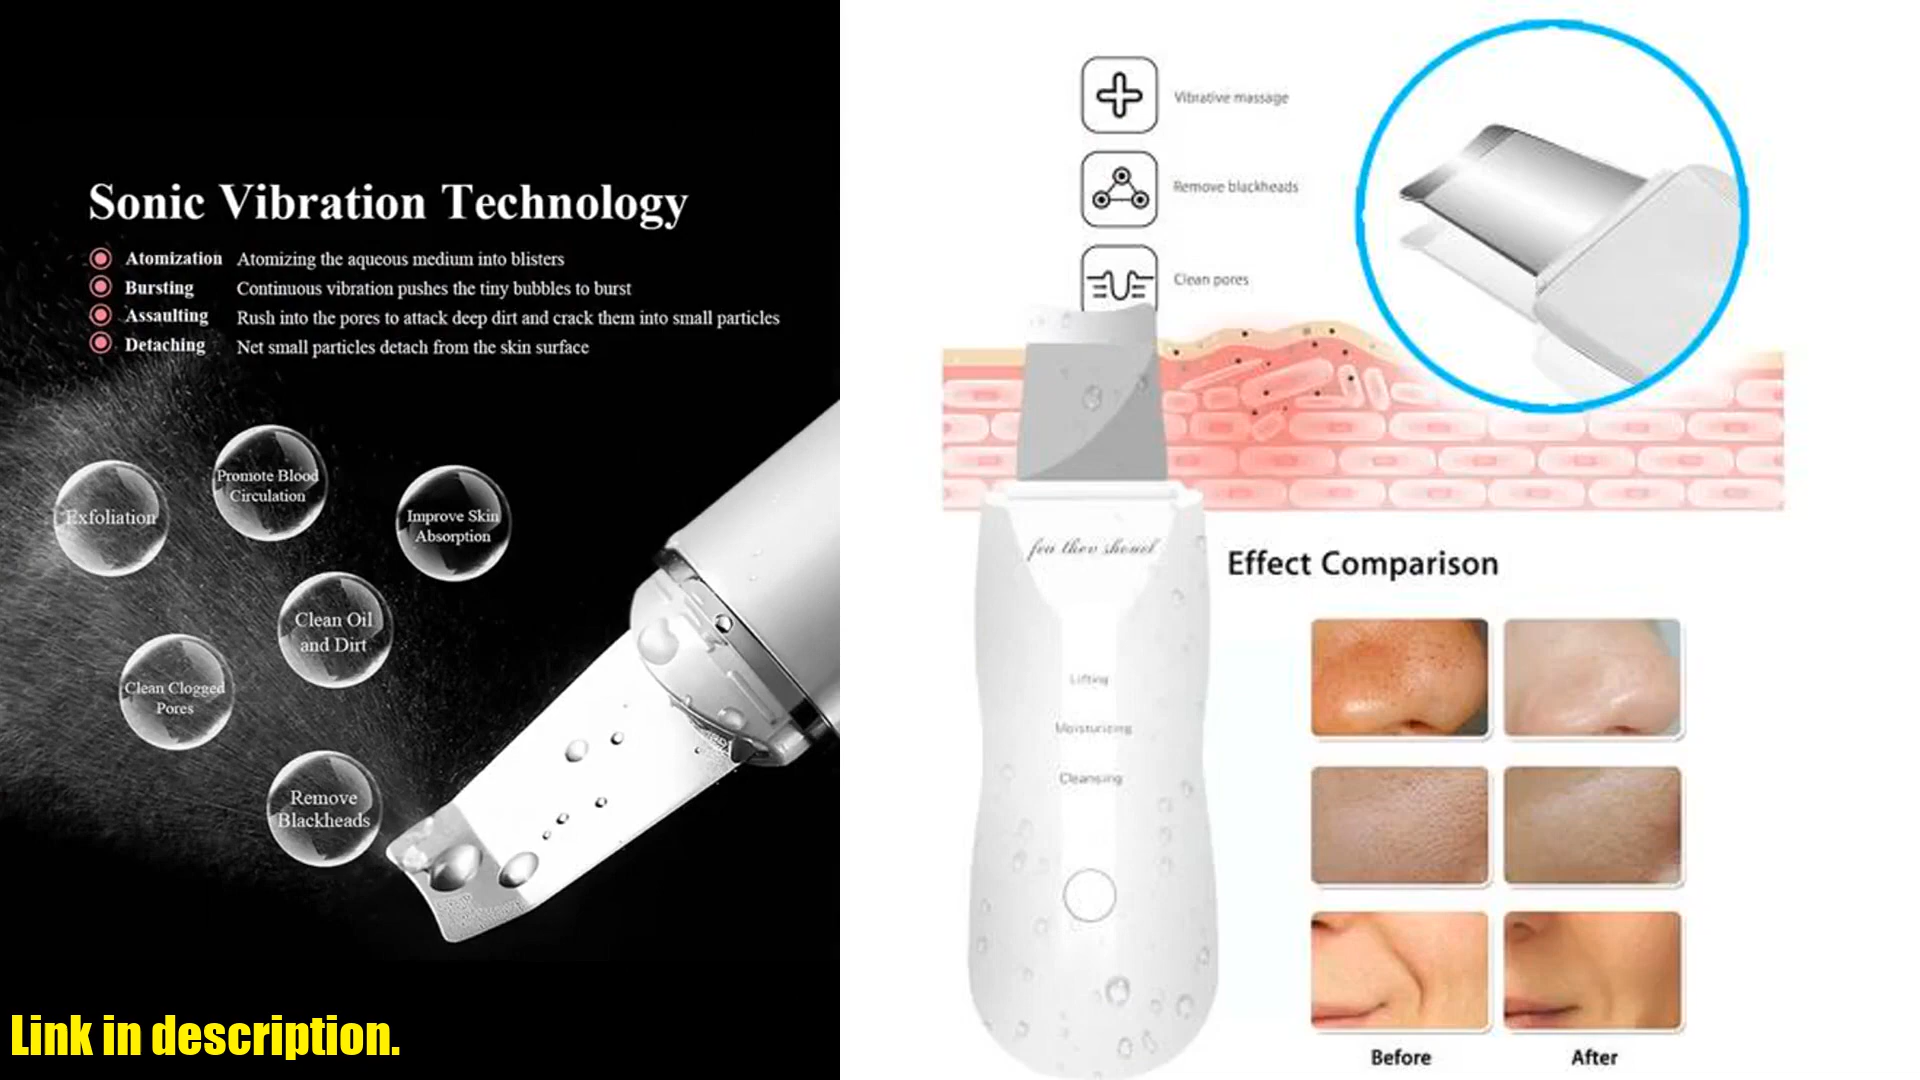 Sonic Vibration Technology
Atomization Atomizing the aqueous medium into blisters
Bursting Continuous vibration pushes the tiny bubbles to burst
Assaulting Rush into the pores to attack deep dirt and crack them into small particles
Detaching Net small particles detach from the skin surface
Exfoliation
Promote Blood
Circulation
Improve Skin
Absorption
Clean Oil
and Dirt
Clean Clogged
Pores
Remove
Blackheads
Link in description.
Vibrative massage
Remove blackheads
Clean pores
Lifting
Moisturizing
Cleansing
Effect Comparison
Before After